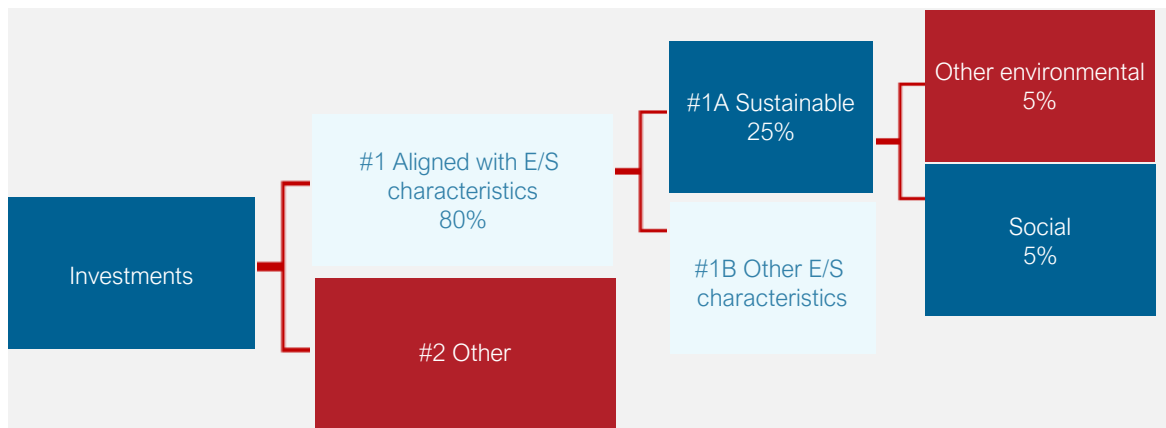 Investments
#1 Aligned with E/S
characteristics
80%
#2 Other
#1A Sustainable
25%
#1B Other E/S
characteristics
Other environmental
5%
Social
5%